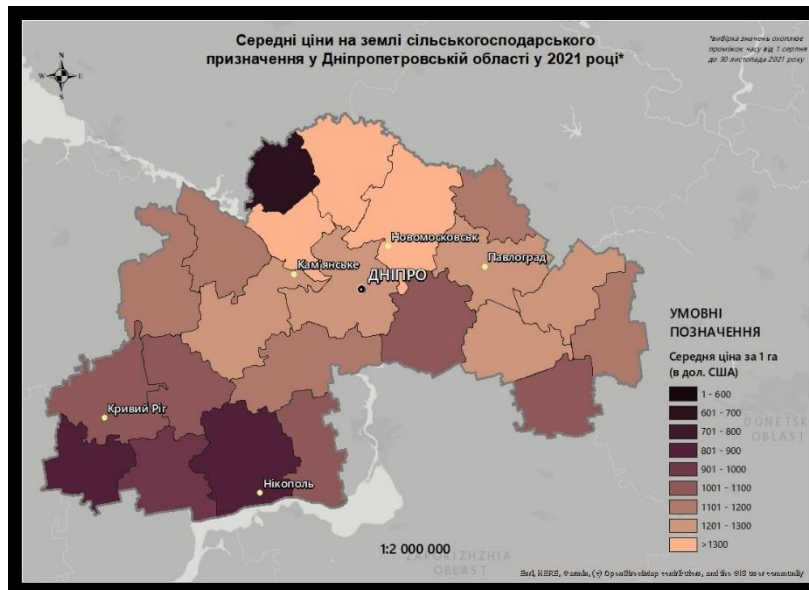 Середні ціни на землі сільськогосподарського
призначення у Дніпропетровській області у 2021 році*
*вибірка значень охоплює
проміжок часу від 1 серпня
до 30 листопада 2021 року
N
W E
S
Новомосковськ
Кам'янське
Павлоград
ДНІПРО
Кривий Ріг
Нікополь
УМОВНІ
ПОЗНАЧЕННЯ
Середня ціна за 1 га
(в дол. США)
1 - 600
601 - 700
701 - 800
801 - 900
901 - 1000
1001 - 1100
1101 - 1200
1201 - 1300
>1300
DONETSK
OBLAST
1:2 000 000
ZAPORIZHZHIA
OBLAST
Esri, HERE, Garmin, (c) OpenStreetMap contributors, and the GIS user community